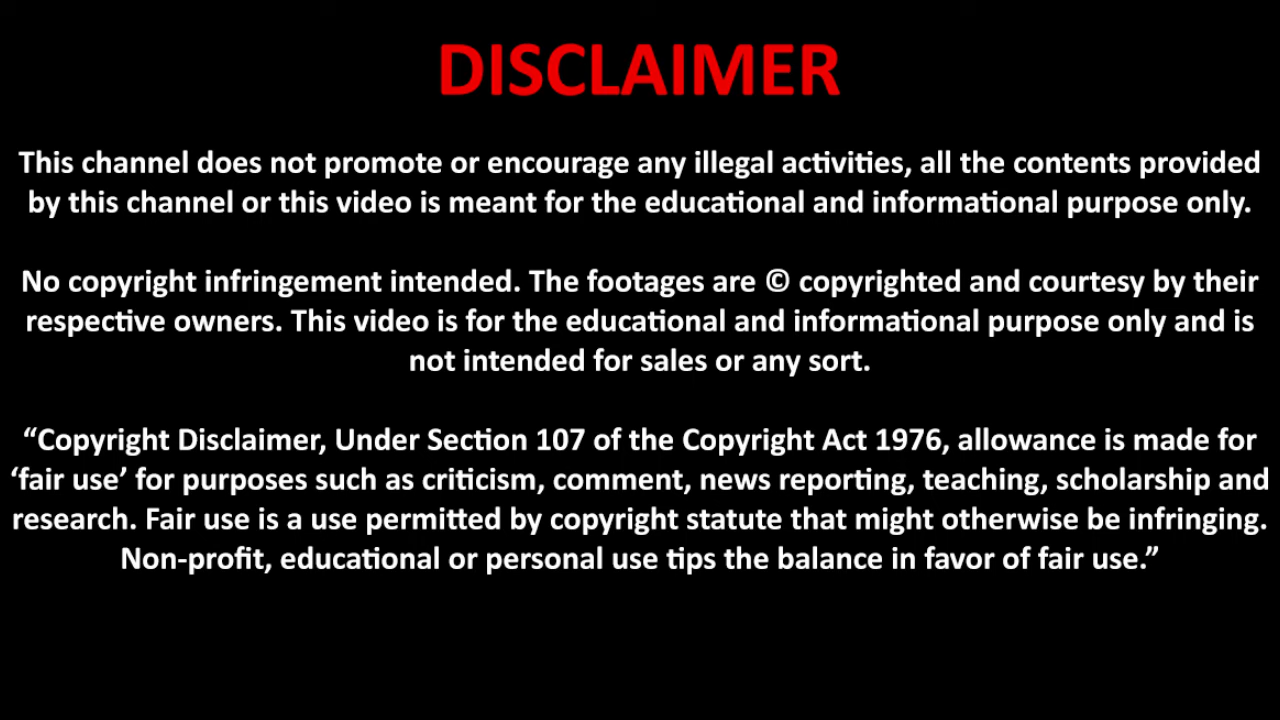 DISCLAIMER
This channel does not promote or encourage any illegal activities, all the contents provided
by this channel or this video is meant for the educational and informational purpose only.
No copyright infringement intended. The footages are © copyrighted and courtesy by their
respective owners. This video is for the educational and informational purpose only and is
not intended for sales or any sort.
“Copyright Disclaimer, Under Section 107 of the Copyright Act 1976, allowance is made for
‘fair use’ for purposes such as criticism, comment, news reporting, teaching, scholarship and
research. Fair use is a use permitted by copyright statute that might otherwise be infringing.
Non-profit, educational or personal use tips the balance in favor of fair use.”